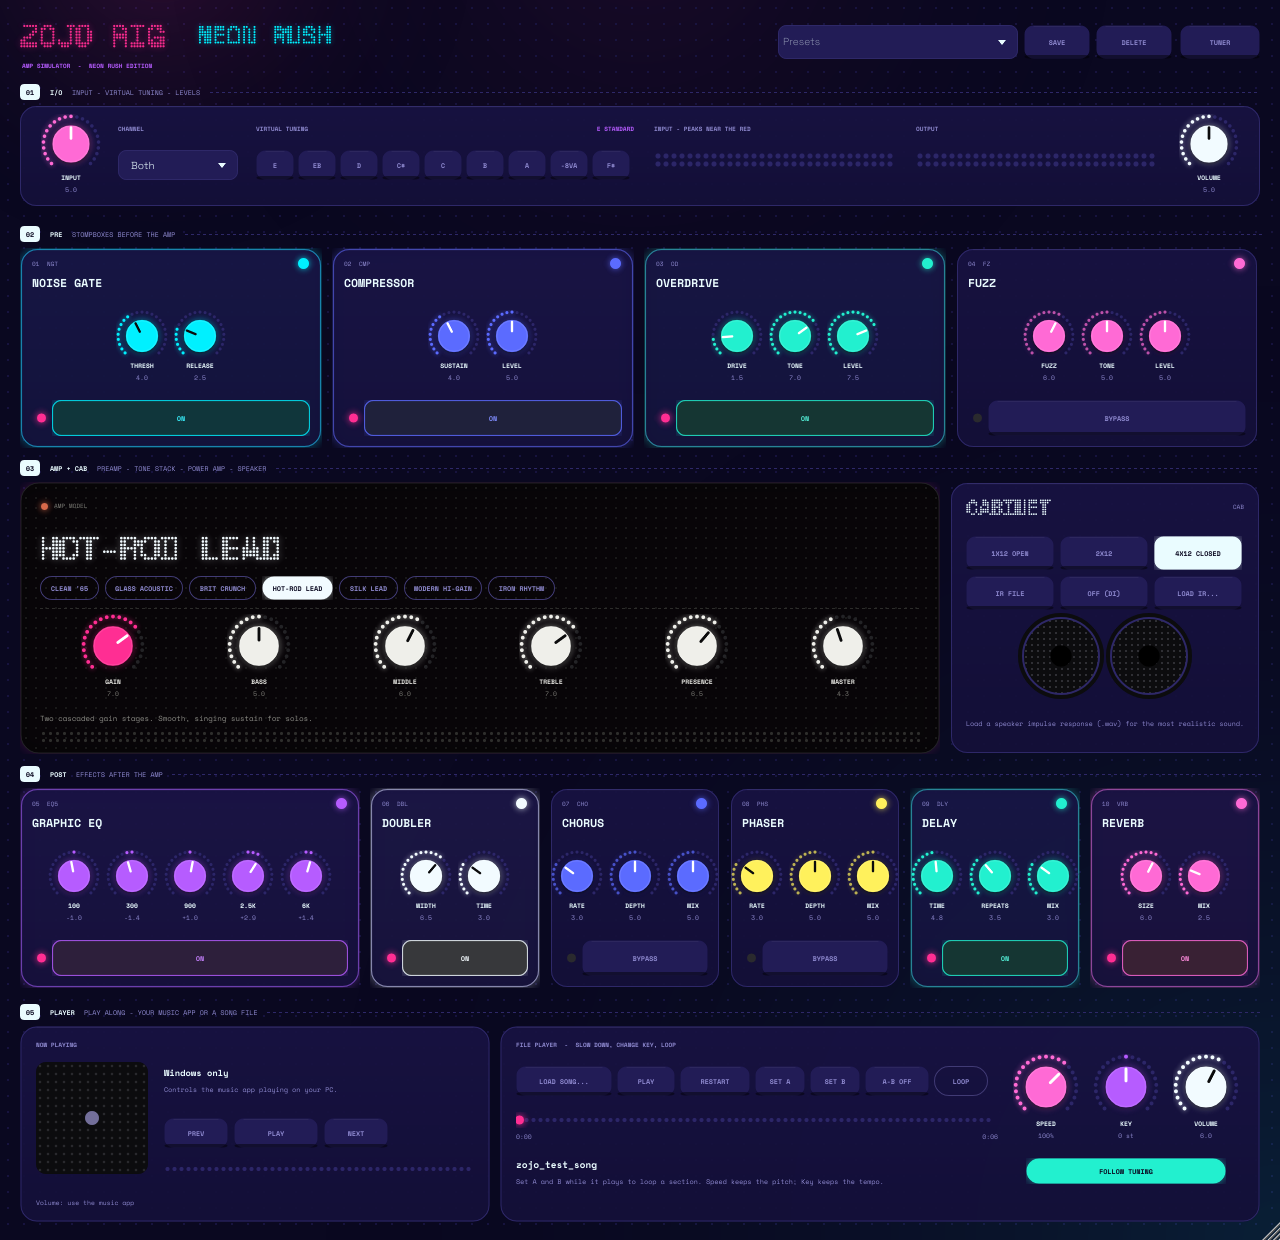 ZOJO RIG NEON RUSH
AMP SIMULATOR - NEON RUSH EDITION
Presets
SAVE DELETE TUNER
01 I/O INPUT - VIRTUAL TUNING - LEVELS
INPUT
5.0
CHANNEL
Both
VIRTUAL TUNING E STANDARD
E EB D C# C B A -8VA F#
INPUT - PEAKS NEAR THE RED
OUTPUT
VOLUME
5.0
02 PRE STOMPBOXES BEFORE THE AMP
01 NGT
NOISE GATE
THRESH RELEASE
4.0 2.5
ON
02 CMP
COMPRESSOR
SUSTAIN LEVEL
4.0 5.0
ON
03 OD
OVERDRIVE
DRIVE TONE LEVEL
1.5 7.0 7.5
ON
04 FZ
FUZZ
FUZZ TONE LEVEL
6.0 5.0 5.0
BYPASS
03 AMP + CAB PREAMP - TONE STACK - POWER AMP - SPEAKER
AMP MODEL
HOT-ROD LEAD
CLEAN '65 GLASS ACOUSTIC BRIT CRUNCH HOT-ROD LEAD SILK LEAD MODERN HI-GAIN IRON RHYTHM
GAIN BASS MIDDLE TREBLE PRESENCE MASTER
7.0 5.0 6.0 7.0 6.5 4.3
Two cascaded gain stages. Smooth, singing sustain for solos.
CABINET CAB
1X12 OPEN 2X12 4X12 CLOSED
IR FILE OFF (DI) LOAD IR...
Load a speaker impulse response (.wav) for the most realistic sound.
04 POST EFFECTS AFTER THE AMP
05 EQ5
GRAPHIC EQ
100 300 900 2.5K 6K
-1.0 -1.4 +1.0 +2.0 +1.4
ON
06 DBL
DOUBLER
WIDTH TIME
6.5 3.0
ON
07 CHO
CHORUS
RATE DEPTH MIX
3.0 5.0 5.0
BYPASS
08 PHS
PHASER
RATE DEPTH MIX
3.0 5.0 5.0
BYPASS
09 DLY
DELAY
TIME REPEATS MIX
4.8 3.5 3.0
ON
10 VRB
REVERB
SIZE MIX
6.0 2.5
ON
05 PLAYER PLAY ALONG - YOUR MUSIC APP OR A SONG FILE
NOW PLAYING
Windows only
Controls the music app playing on your PC.
PREV PLAY NEXT
Volume: use the music app
FILE PLAYER - SLOW DOWN, CHANGE KEY, LOOP
LOAD SONG... PLAY RESTART SET A SET B A-B OFF LOOP
0:00 0:06
zojo_test_song
Set A and B while it plays to loop a section. Speed keeps the pitch; Key keeps the tempo.
SPEED KEY VOLUME
100% 0 st 6.0
FOLLOW TUNING